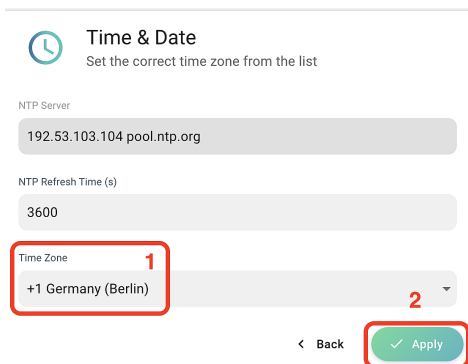 Time & Date
Set the correct time zone from the list
NTP Server
192.53.103.104 pool.ntp.org
NTP Refresh Time (s)
3600
Time Zone
1
+1 Germany (Berlin)
2
Back
Apply